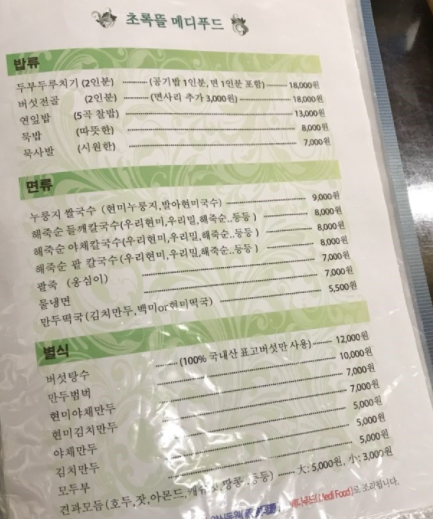 초록뜰 메디푸드
밥류
두부두루치기 (2인분) (공기밥 1인분, 면 1인분 포함) 18,000원
버섯전골 (2인분) (면사리 추가 3,000원) 18,000원
연잎밥 (5곡 찰밥) 13,000원
묵밥 (따뜻한) 8,000원
묵사발 (시원한) 7,000원
면류
누룽지 쌀국수 (현미누룽지,발아현미국수) 9,000원
해죽순 들깨칼국수(우리현미,우리밀,해죽순..등등) 8,000원
해죽순 야채칼국수(우리현미,우리밀,해죽순..등등) 8,000원
해죽순 팥 칼국수(우리현미,우리밀,해죽순..등등) 8,000원
팥죽 (옹심이) 7,000원
물냉면 7,000원
만두떡국(김치만두,백미or현미떡국) 5,500원
별식
버섯탕수 (100% 국내산 표고버섯만 사용) 12,000원
만두범벅 10,000원
현미야채만두 7,000원
현미김치만두 7,000원
야채만두 5,000원
김치만두 5,000원
모두부 5,000원
견과모듬(호두,잣,아몬드, 땅콩..등등) 大: 5,000원, 小: 3,000원
(Jedi Food)로 조리됩니다.